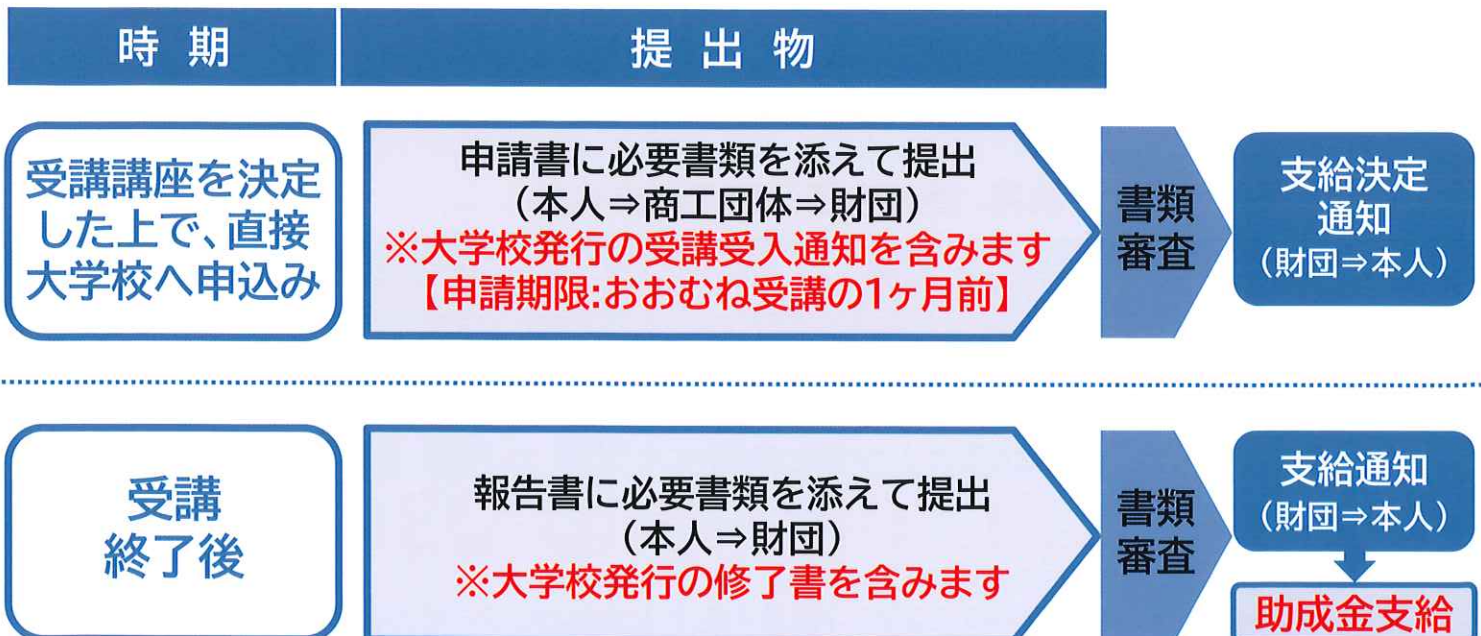 時期
提出物
受講講座を決定
した上で、直接
大学校へ申込み
申請書に必要書類を添えて提出
（本人⇒商工団体⇒財団）
※大学校発行の受講受入通知を含みます
【申請期限:おおむね受講の1ヶ月前】
書類
審査
支給決定
通知
（財団⇒本人）
受講
終了後
報告書に必要書類を添えて提出
（本人⇒財団）
※大学校発行の修了書を含みます
書類
審査
支給通知
（財団⇒本人）
助成金支給